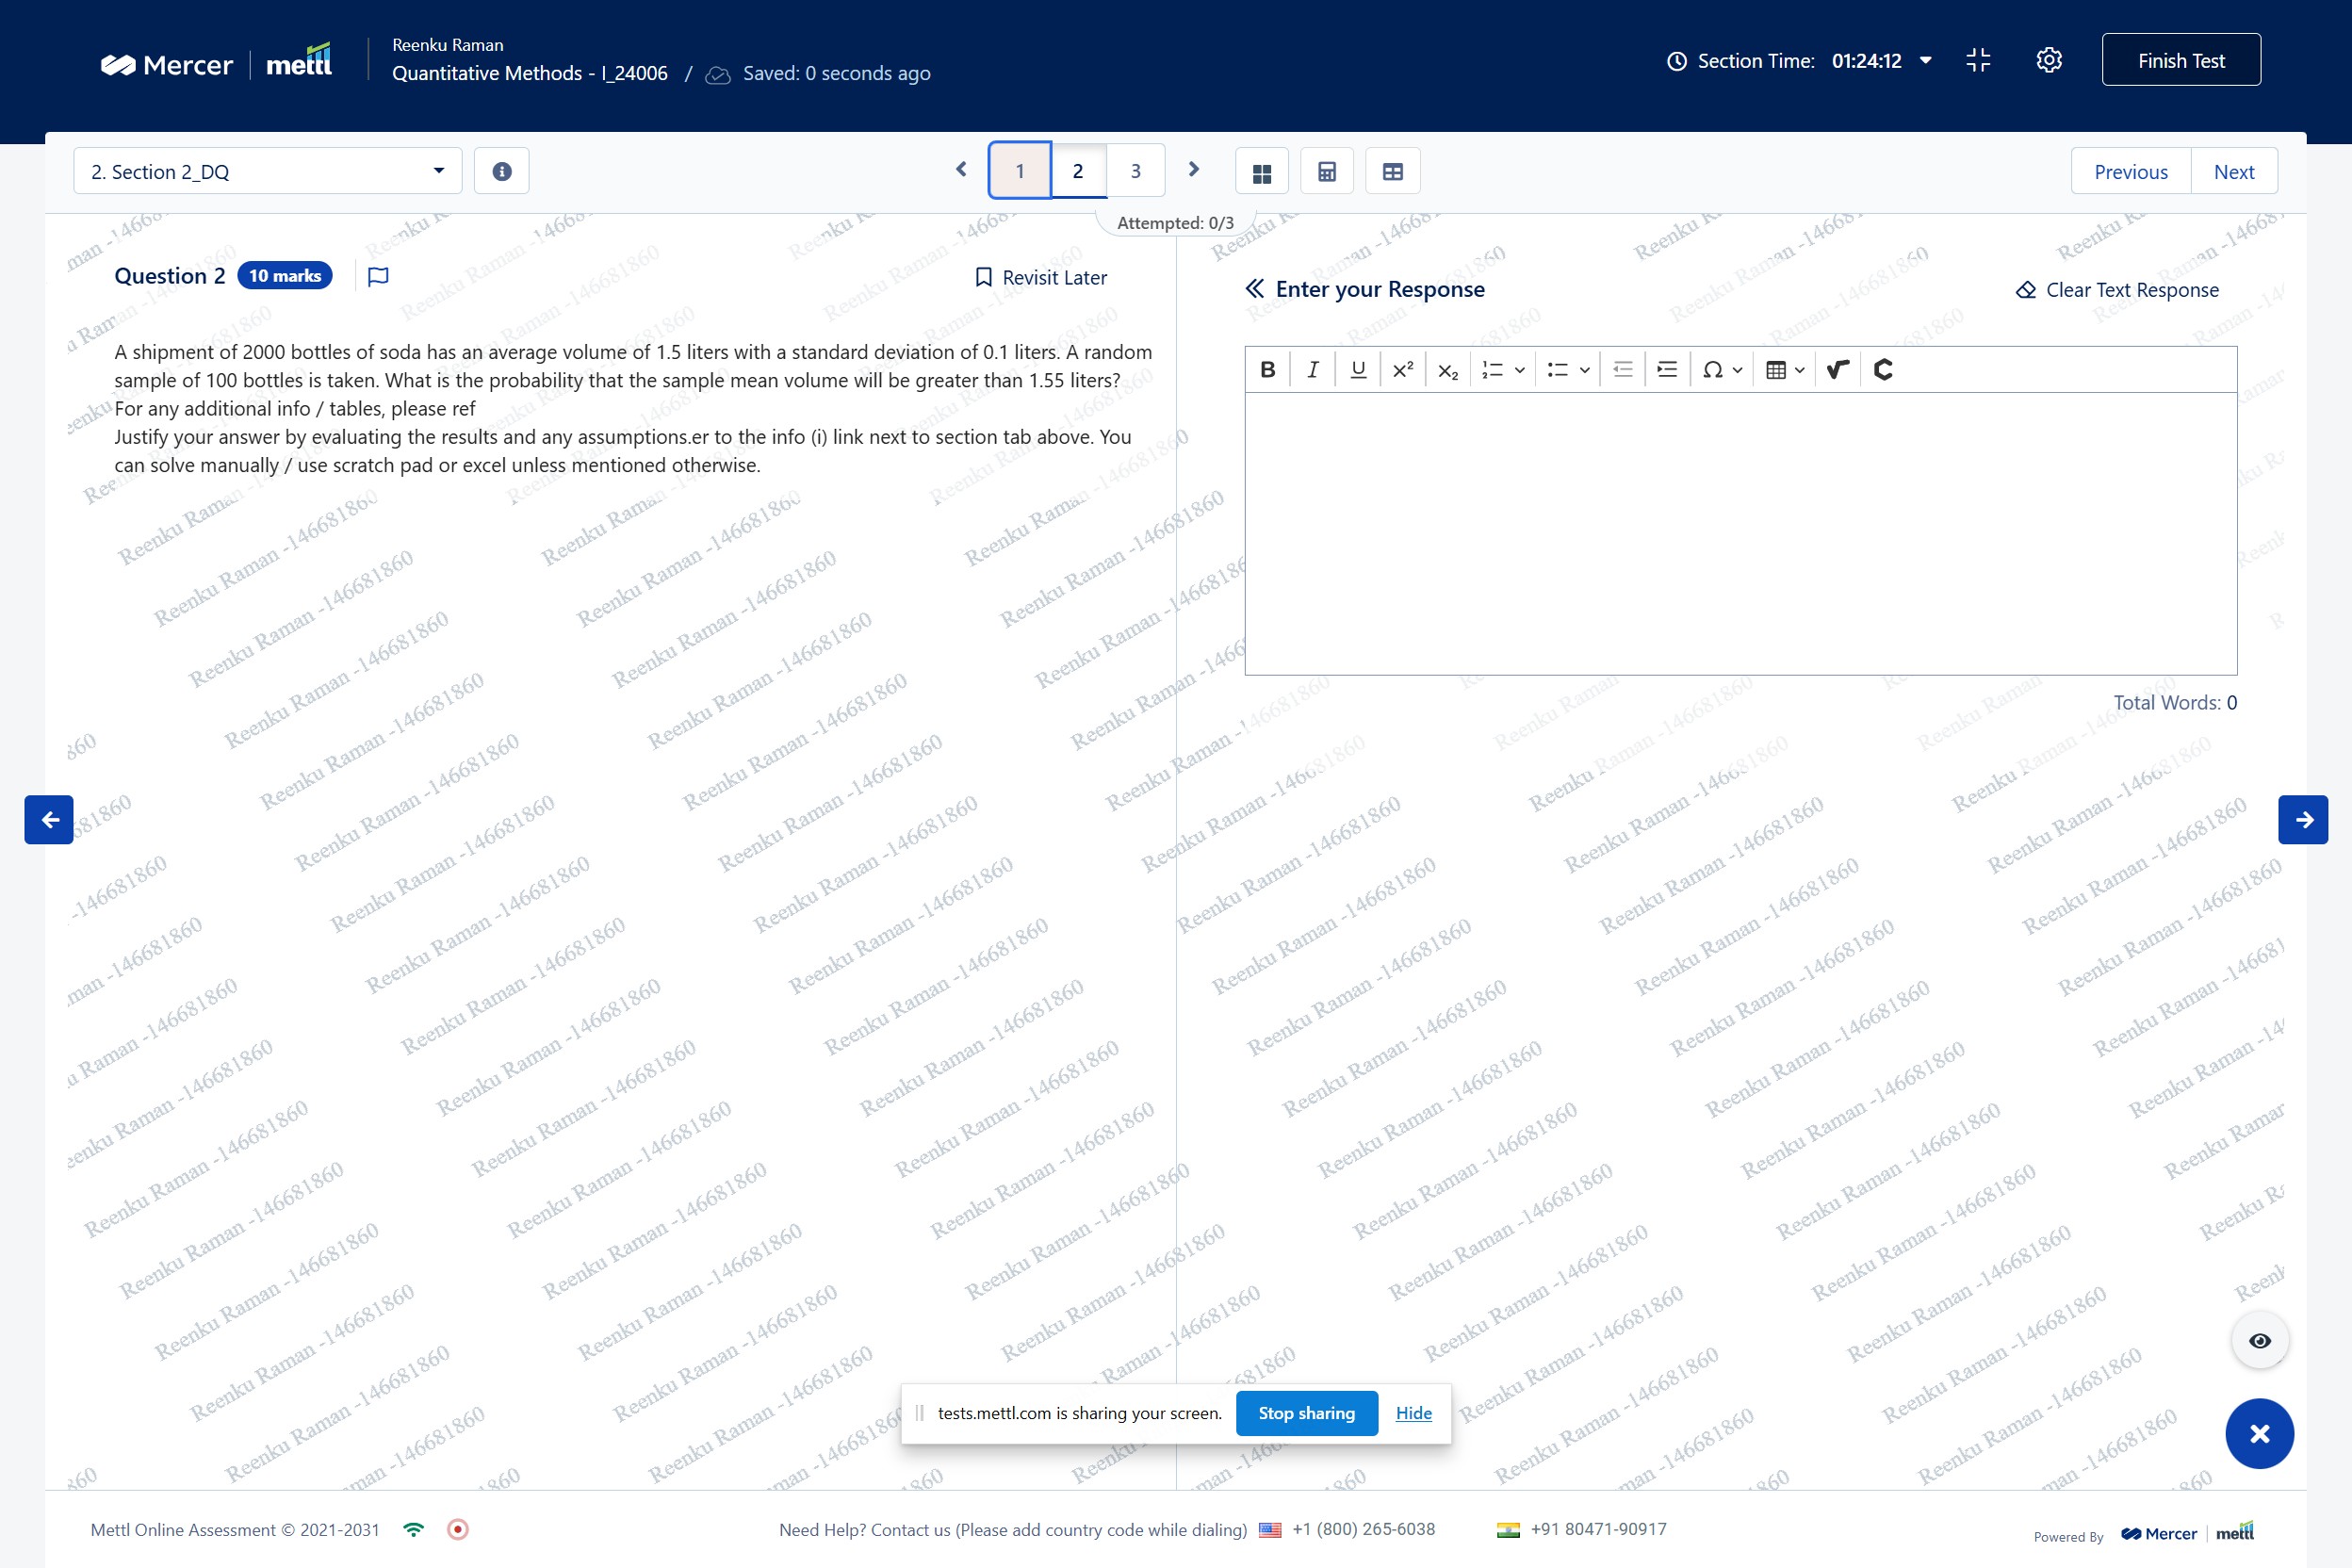 Mercer | mettl
Reenku Raman
Quantitative Methods - I_24006 / Saved: 0 seconds ago
Section Time: 01:24:12
Finish Test
2. Section 2_DQ
1 2 3
Previous Next
Attempted: 0/3
Question 2 10 marks
Revisit Later
A shipment of 2000 bottles of soda has an average volume of 1.5 liters with a standard deviation of 0.1 liters. A random
sample of 100 bottles is taken. What is the probability that the sample mean volume will be greater than 1.55 liters?
For any additional info / tables, please ref
Justify your answer by evaluating the results and any assumptions.er to the info (i) link next to section tab above. You
can solve manually / use scratch pad or excel unless mentioned otherwise.
Enter your Response
Clear Text Response
B I U x² x₂ Ω
Total Words: 0
Reenku Raman -146681860
tests.mettl.com is sharing your screen. Stop sharing Hide
Mettl Online Assessment © 2021-2031
Need Help? Contact us (Please add country code while dialing) +1 (800) 265-6038 +91 80471-90917
Powered By Mercer | mettl